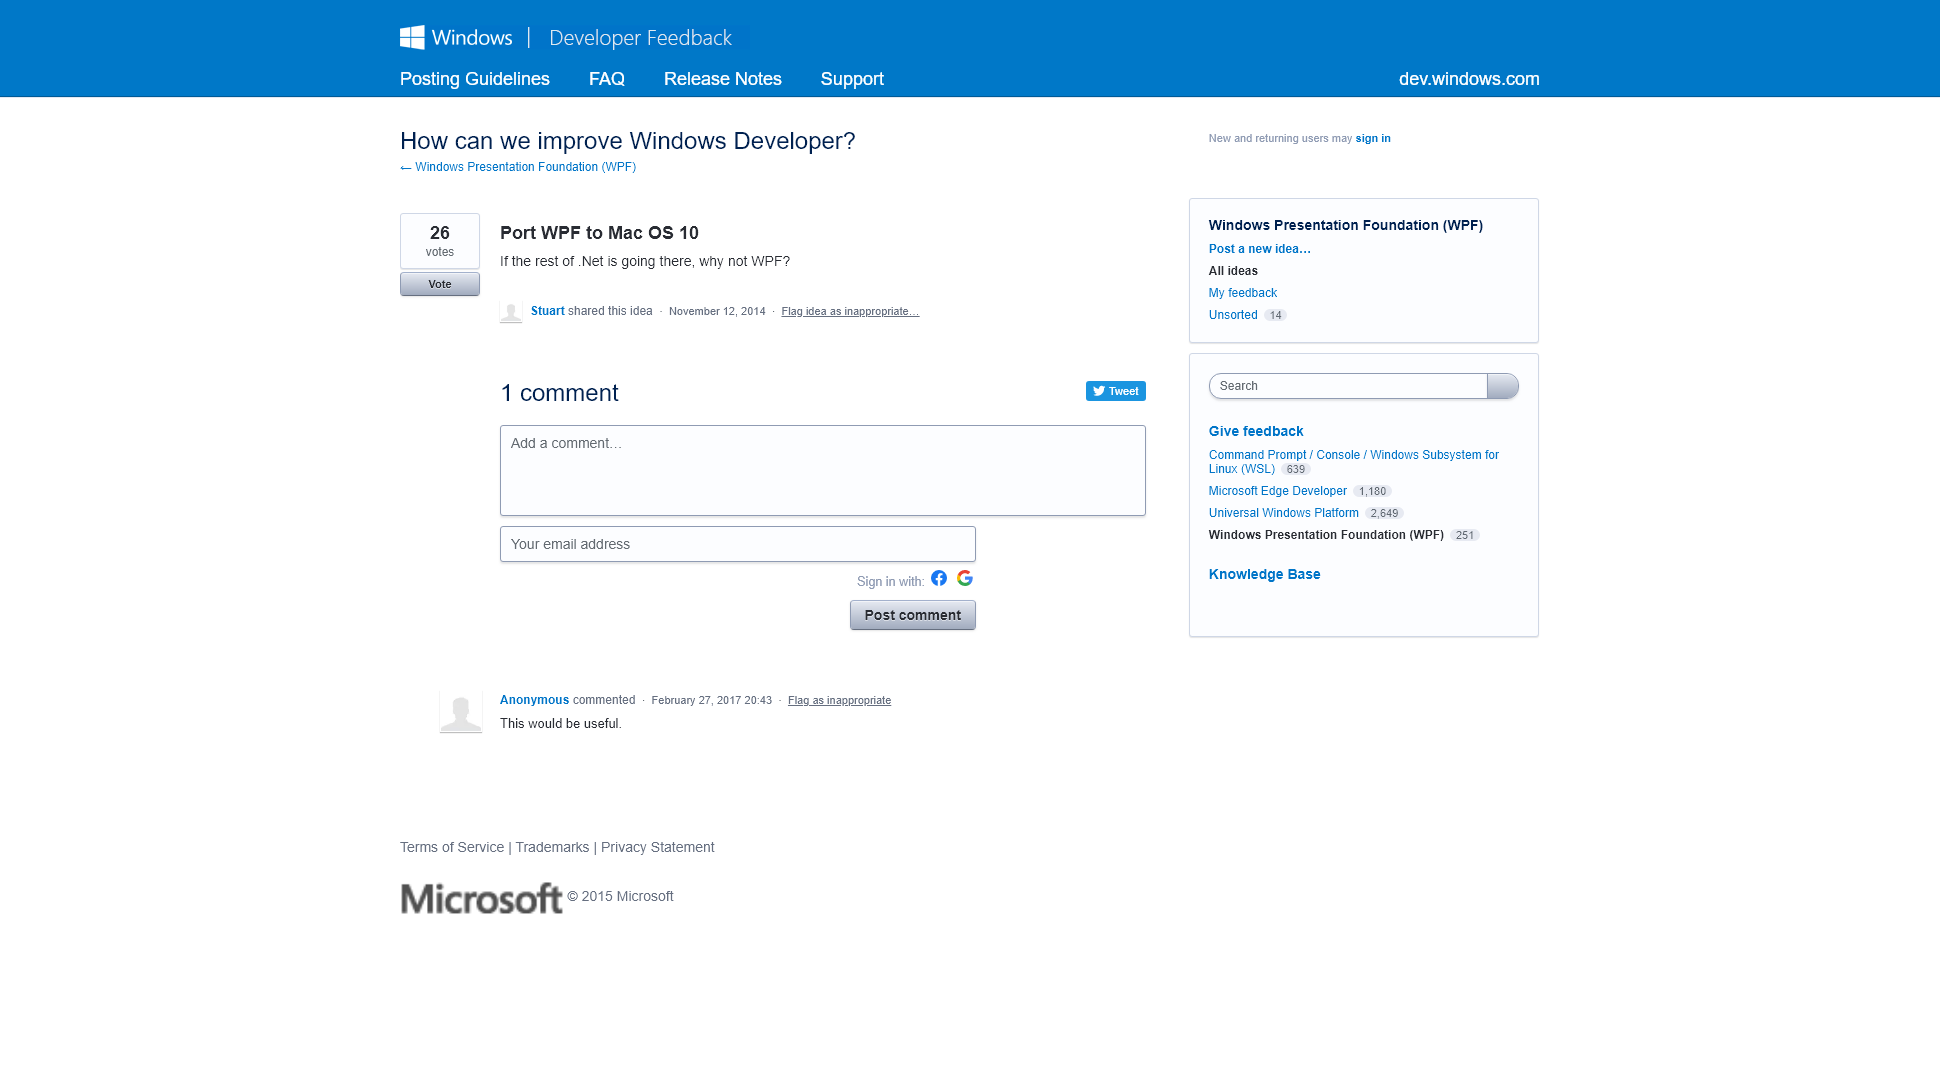 Windows | Developer Feedback
Posting Guidelines FAQ Release Notes Support dev.windows.com
How can we improve Windows Developer?
← Windows Presentation Foundation (WPF)
New and returning users may sign in
26
votes
Vote
Port WPF to Mac OS 10
If the rest of .Net is going there, why not WPF?
Stuart shared this idea · November 12, 2014 · Flag idea as inappropriate…
1 comment
Tweet
Add a comment…
Your email address
Sign in with:
Post comment
Anonymous commented · February 27, 2017 20:43 · Flag as inappropriate
This would be useful.
Windows Presentation Foundation (WPF)
Post a new idea…
All ideas
My feedback
Unsorted 14
Search
Give feedback
Command Prompt / Console / Windows Subsystem for
Linux (WSL) 639
Microsoft Edge Developer 1,180
Universal Windows Platform 2,649
Windows Presentation Foundation (WPF) 251
Knowledge Base
Terms of Service | Trademarks | Privacy Statement
Microsoft © 2015 Microsoft